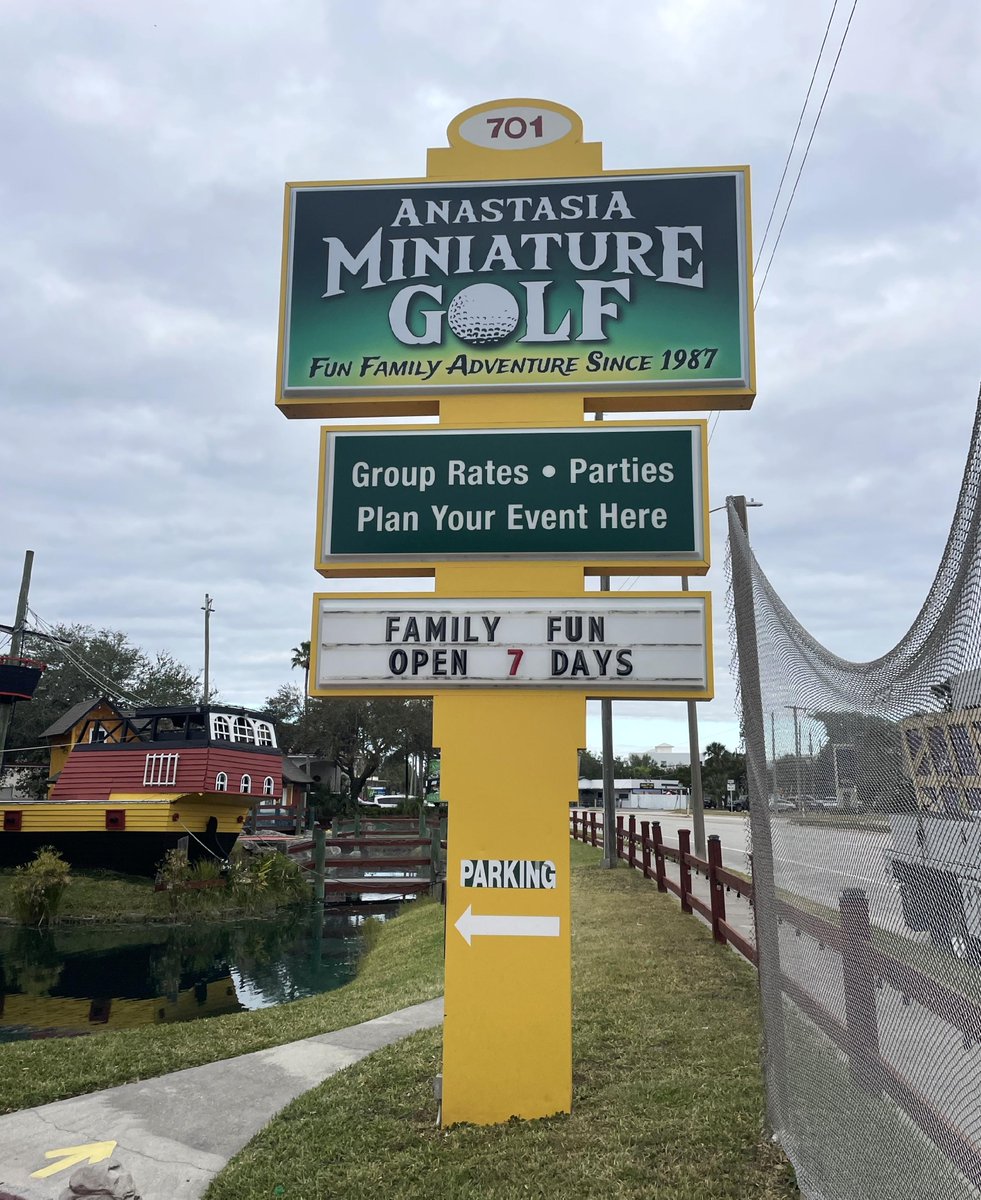 701
ANASTASIA
MINIATURE
GOLF
FUN FAMILY ADVENTURE SINCE 1987
Group Rates • Parties
Plan Your Event Here
FAMILY FUN
OPEN 7 DAYS
PARKING